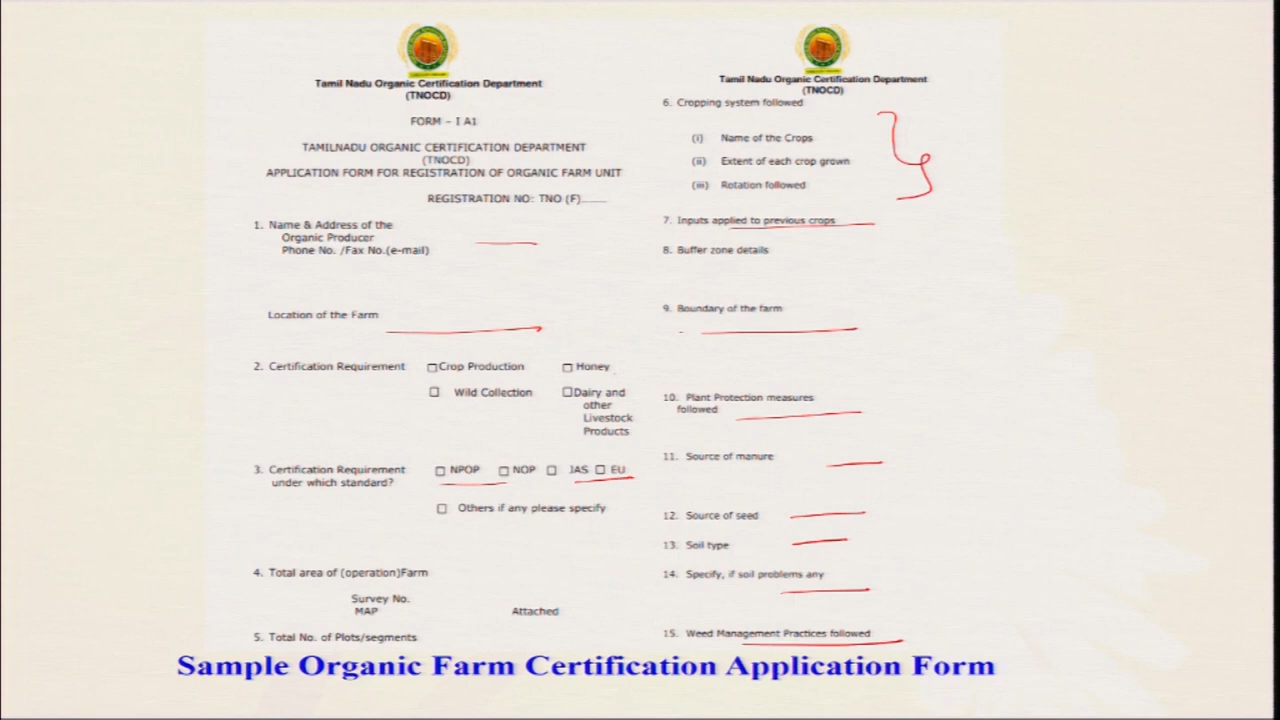 Tamil Nadu Organic Certification Department
(TNOCD)
FORM – I A1
TAMILNADU ORGANIC CERTIFICATION DEPARTMENT
(TNOCD)
APPLICATION FORM FOR REGISTRATION OF ORGANIC FARM UNIT
REGISTRATION NO: TNO (F)......
1. Name & Address of the
Organic Producer
Phone No. /Fax No.(e-mail)
Location of the Farm
2. Certification Requirement
Crop Production
Honey
Wild Collection
Dairy and
other
Livestock
Products
3. Certification Requirement
under which standard?
NPOP NOP JAS EU
Others if any please specify
4. Total area of (operation)Farm
Survey No.
MAP Attached
5. Total No. of Plots/segments
Tamil Nadu Organic Certification Department
(TNOCD)
6. Cropping system followed
(i) Name of the Crops
(ii) Extent of each crop grown
(iii) Rotation followed
7. Inputs applied to previous crops
8. Buffer zone details
9. Boundary of the farm
10. Plant Protection measures
followed
11. Source of manure
12. Source of seed
13. Soil type
14. Specify, if soil problems any
15. Weed Management Practices followed
Sample Organic Farm Certification Application Form